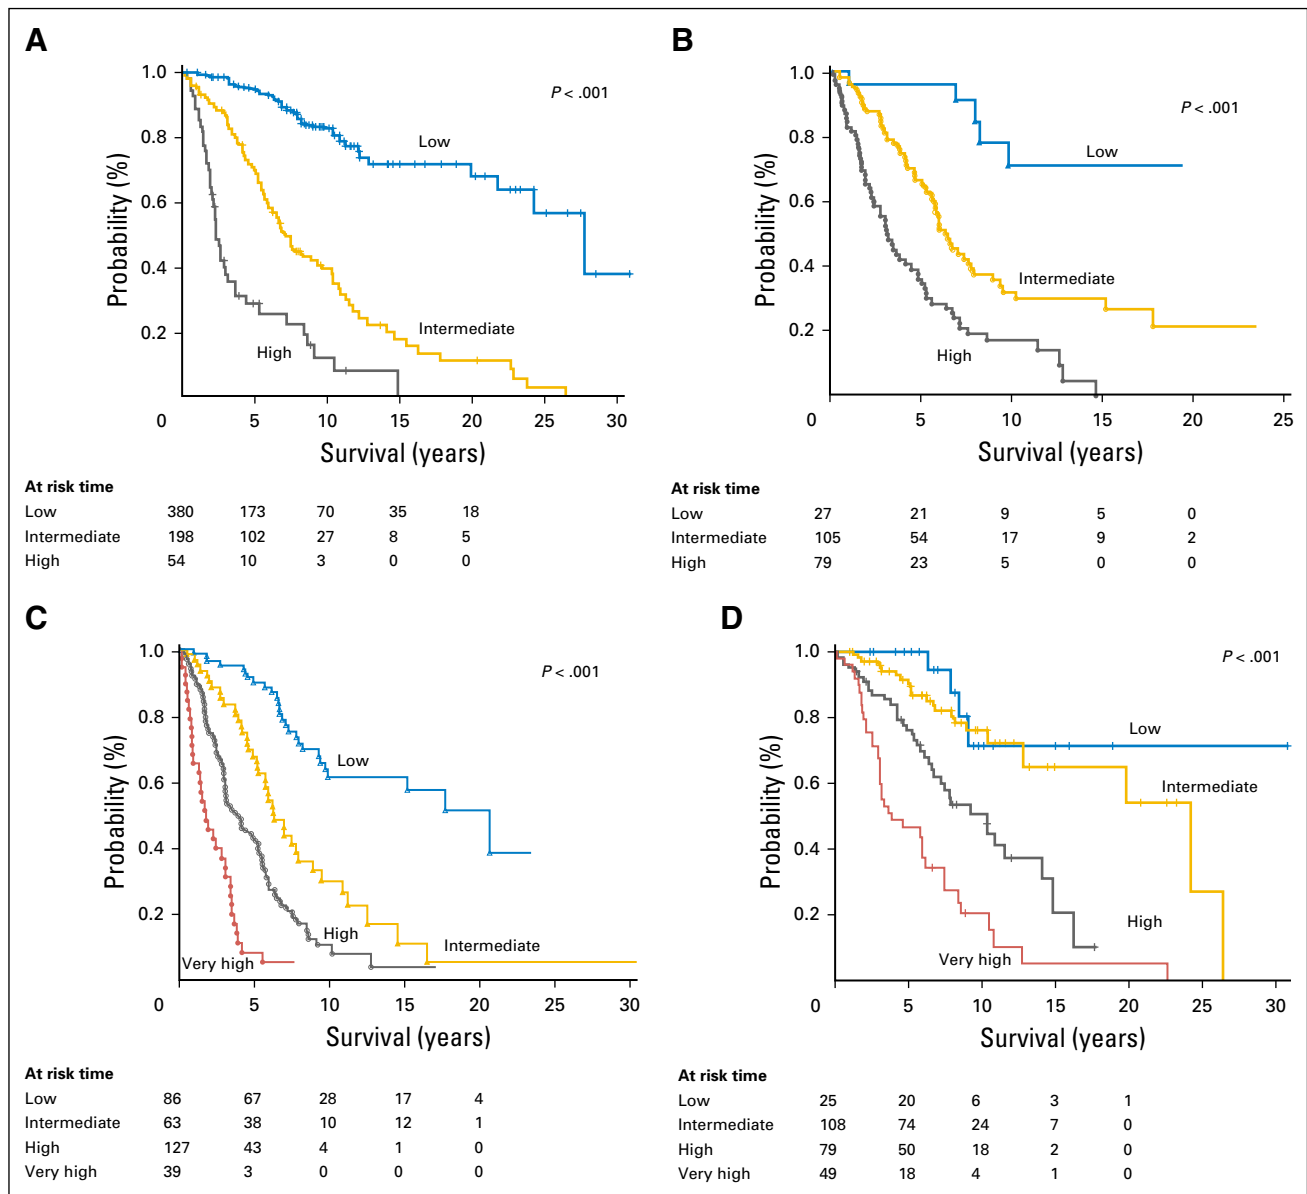 A
1.0
0.8
0.6
0.4
0.2
Probability (%)
P < .001
Low
Intermediate
High
0 5 10 15 20 25 30
Survival (years)
At risk time
Low 380 173 70 35 18
Intermediate 198 102 27 8 5
High 54 10 3 0 0
B
1.0
0.8
0.6
0.4
0.2
Probability (%)
P < .001
Low
Intermediate
High
0 5 10 15 20 25
Survival (years)
At risk time
Low 27 21 9 5 0
Intermediate 105 54 17 9 2
High 79 23 5 0 0
C
1.0
0.8
0.6
0.4
0.2
Probability (%)
P < .001
Low
High
Intermediate
Very high
0 5 10 15 20 25 30
Survival (years)
At risk time
Low 86 67 28 17 4
Intermediate 63 38 10 12 1
High 127 43 4 1 0
Very high 39 3 0 0 0
D
1.0
0.8
0.6
0.4
0.2
Probability (%)
P < .001
Low
Intermediate
High
Very high
0 5 10 15 20 25 30
Survival (years)
At risk time
Low 25 20 6 3 1
Intermediate 108 74 24 7 0
High 79 50 18 2 0
Very high 49 18 4 1 0